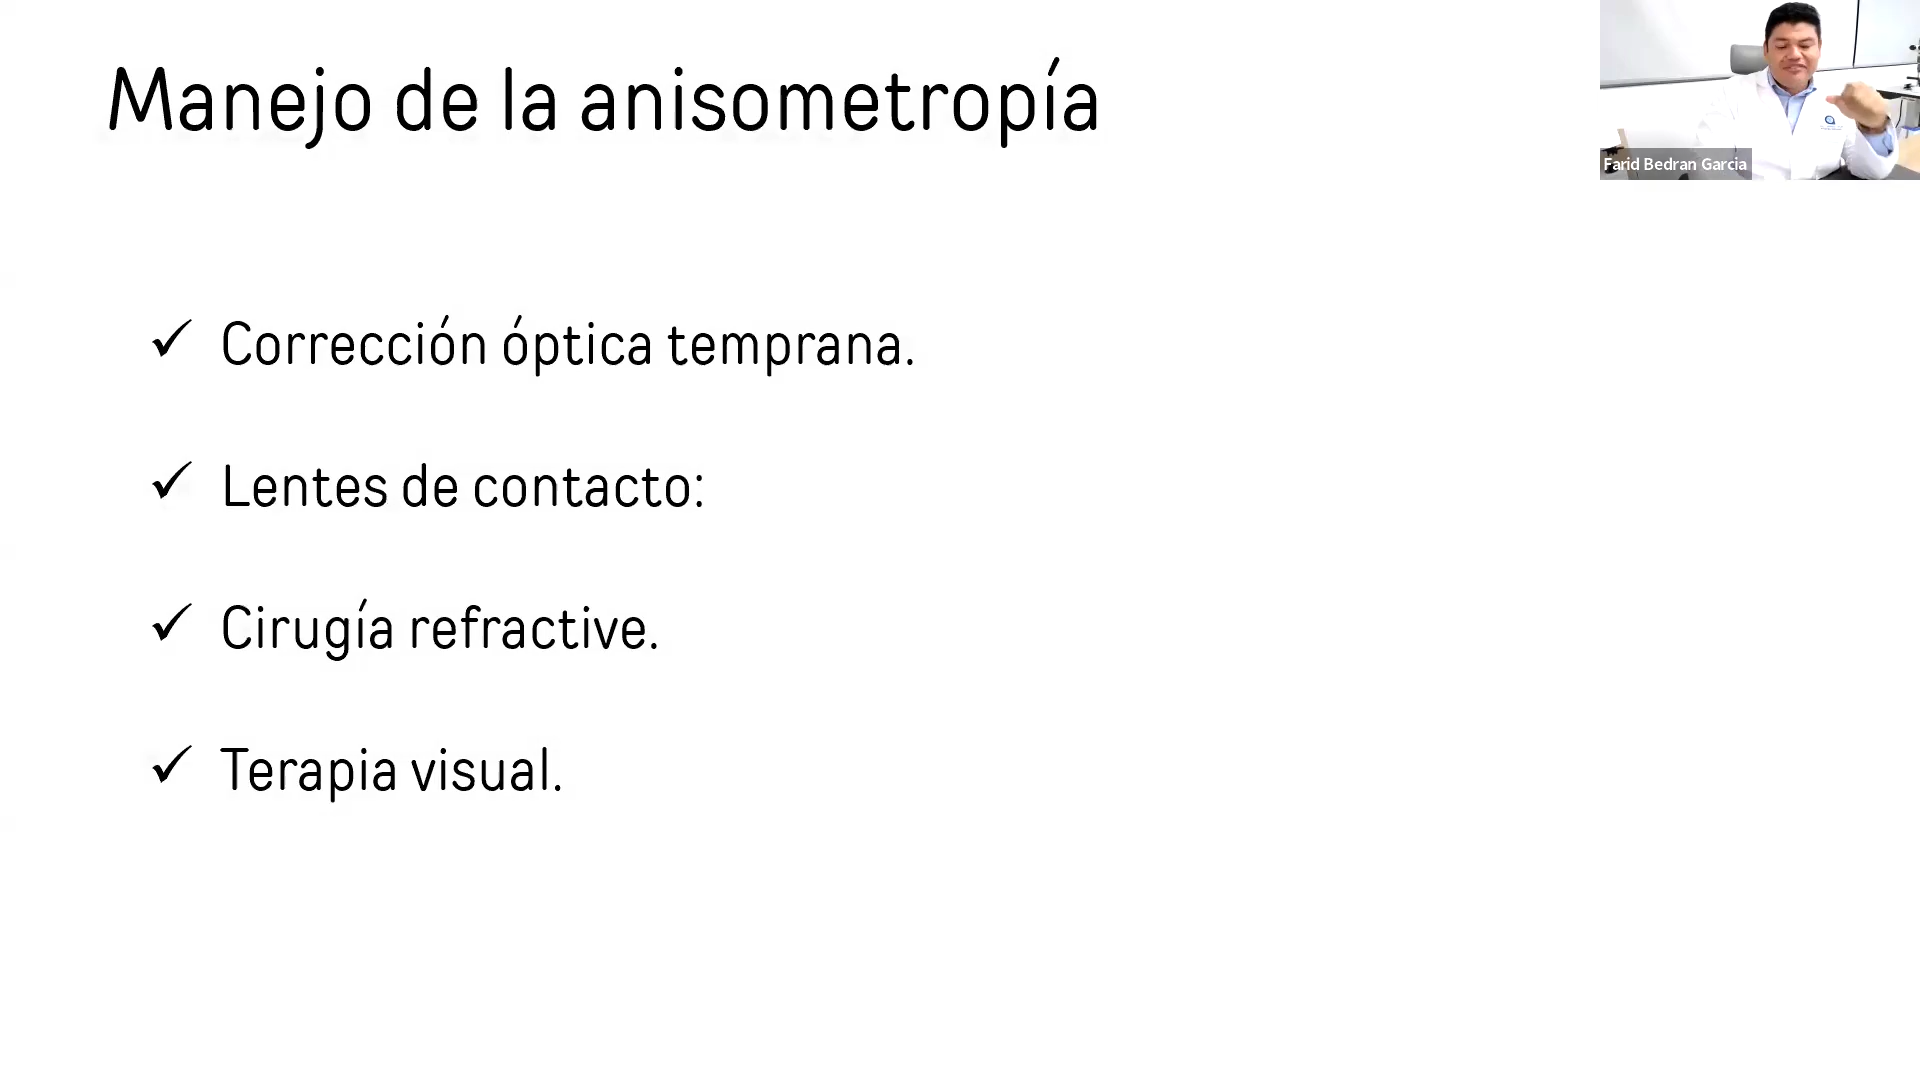 Manejo de la anisometropía
Farid Bedran Garcia
✓ Corrección óptica temprana.
✓ Lentes de contacto:
✓ Cirugía refractive.
✓ Terapia visual.